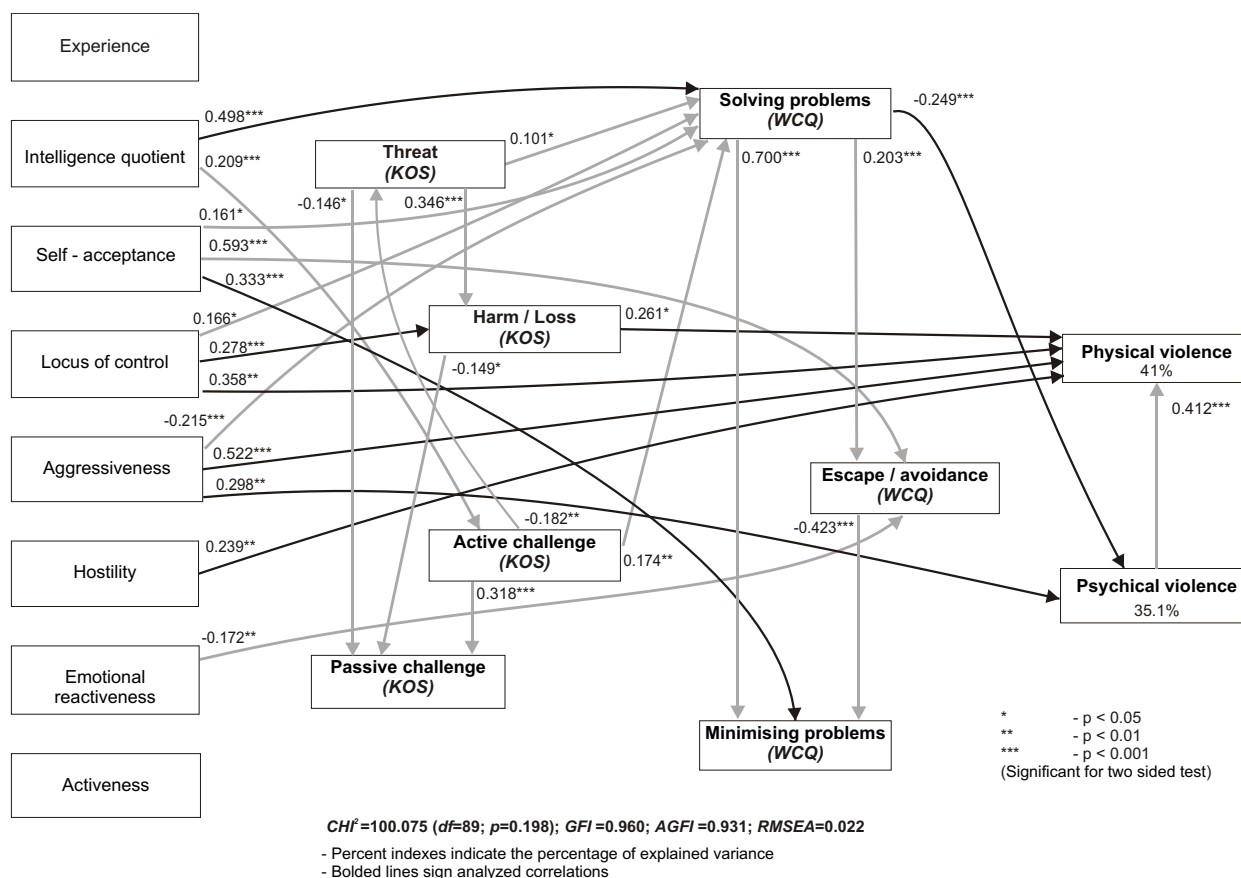 Experience
Solving problems
(WCQ)
-0.249***
0.498***
Intelligence quotient
0.209***
Threat
(KOS)
0.101*
0.700***
0.203***
-0.146*
0.346***
0.161*
Self - acceptance
0.593***
0.333***
Harm / Loss
(KOS)
0.261*
0.166*
Locus of control
0.278***
0.358**
-0.149*
Physical violence
41%
0.412***
-0.215***
Aggressiveness
0.522***
0.298**
Escape / avoidance
(WCQ)
-0.182**
-0.423***
Active challenge
(KOS)
0.174**
0.239**
Hostility
0.318***
Psychical violence
35.1%
-0.172**
Emotional
reactiveness
Passive challenge
(KOS)
Minimising problems
(WCQ)
* - p < 0.05
** - p < 0.01
*** - p < 0.001
(Significant for two sided test)
Activeness
CHI²=100.075 (df=89; p=0.198); GFI =0.960; AGFI =0.931; RMSEA=0.022
- Percent indexes indicate the percentage of explained variance
- Bolded lines sign analyzed correlations